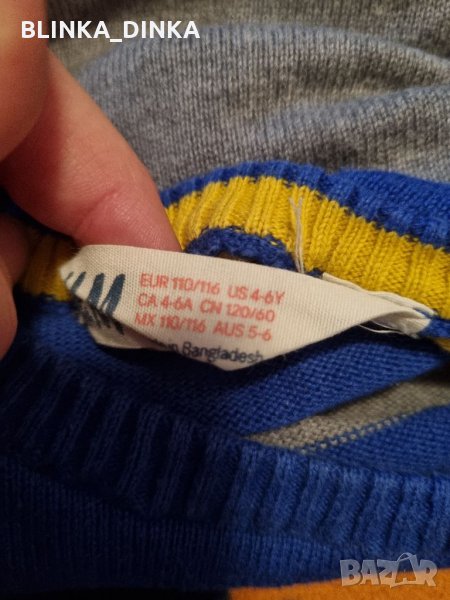 BLINKA_DINKA
EUR 110/116 US 4-6Y
CA 4-6A CN 120/60
MX 110/116 AUS 5-6
Bangladesh
BAZAR